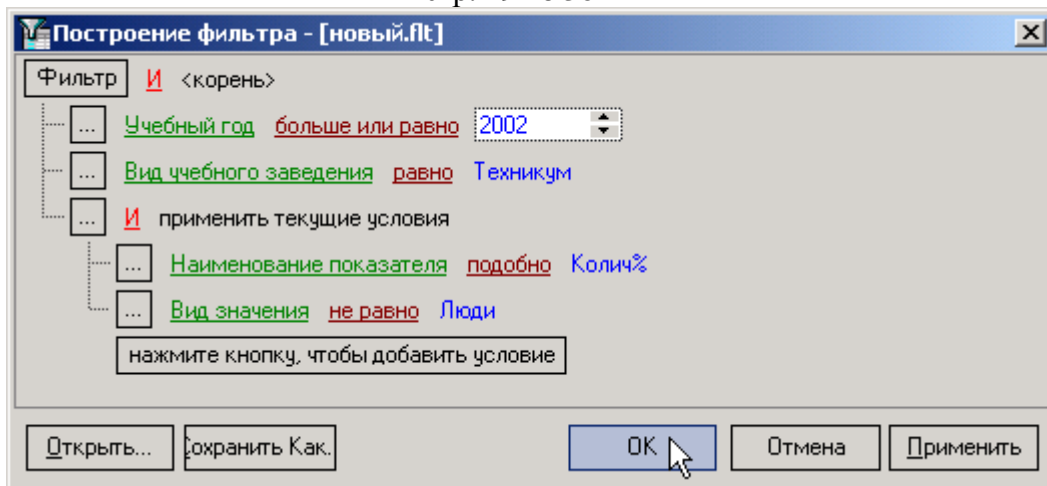 Построение фильтра - [новый.flt]
Фильтр И <корень>
... Учебный год больше или равно 2002
... Вид учебного заведения равно Техникум
... И применить текущие условия
... Наименование показателя подобно Колич%
... Вид значения не равно Люди
нажмите кнопку, чтобы добавить условие
Открыть... Сохранить Как. OK Отмена Применить